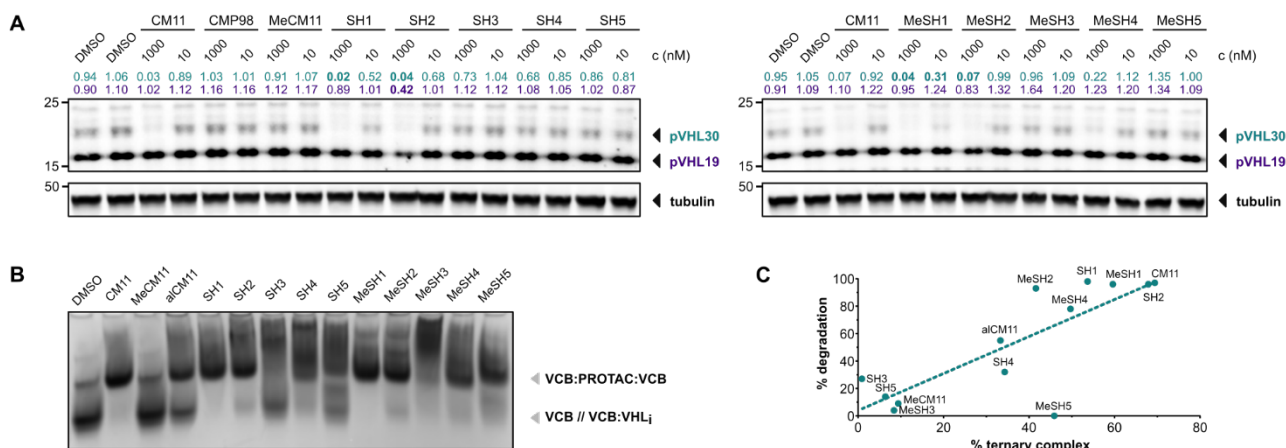 A
CM11 CMP98 MeCM11 SH1 SH2 SH3 SH4 SH5
DMSO DMSO 1000 10 1000 10 1000 10 1000 10 1000 10 1000 10 1000 10 1000 10 c (nM)
0.94 1.06 0.03 0.89 1.03 1.01 0.91 1.07 0.02 0.52 0.04 0.68 0.73 1.04 0.68 0.85 0.86 0.81
0.90 1.10 1.02 1.12 1.16 1.16 1.12 1.17 0.89 1.01 0.42 1.01 1.12 1.12 1.08 1.05 1.02 0.87
25
pVHL30
15
pVHL19
50
tubulin
CM11 MeSH1 MeSH2 MeSH3 MeSH4 MeSH5
DMSO DMSO 1000 10 1000 10 1000 10 1000 10 1000 10 1000 10 c (nM)
0.95 1.05 0.07 0.92 0.04 0.31 0.07 0.99 0.96 1.09 0.22 1.12 1.35 1.00
0.91 1.09 1.10 1.22 0.95 1.24 0.83 1.32 1.64 1.20 1.23 1.20 1.34 1.09
25
pVHL30
15
pVHL19
50
tubulin
B
DMSO CM11 MeCM11 alCM11 SH1 SH2 SH3 SH4 SH5 MeSH1 MeSH2 MeSH3 MeSH4 MeSH5
VCB:PROTAC:VCB
VCB // VCB:VHLi
C
% degradation
100
80
60
40
20
0
MeSH2
SH1
MeSH1
CM11
SH2
MeSH4
alCM11
SH4
SH3
SH5
MeCM11
MeSH3
MeSH5
0 20 40 60 80
% ternary complex